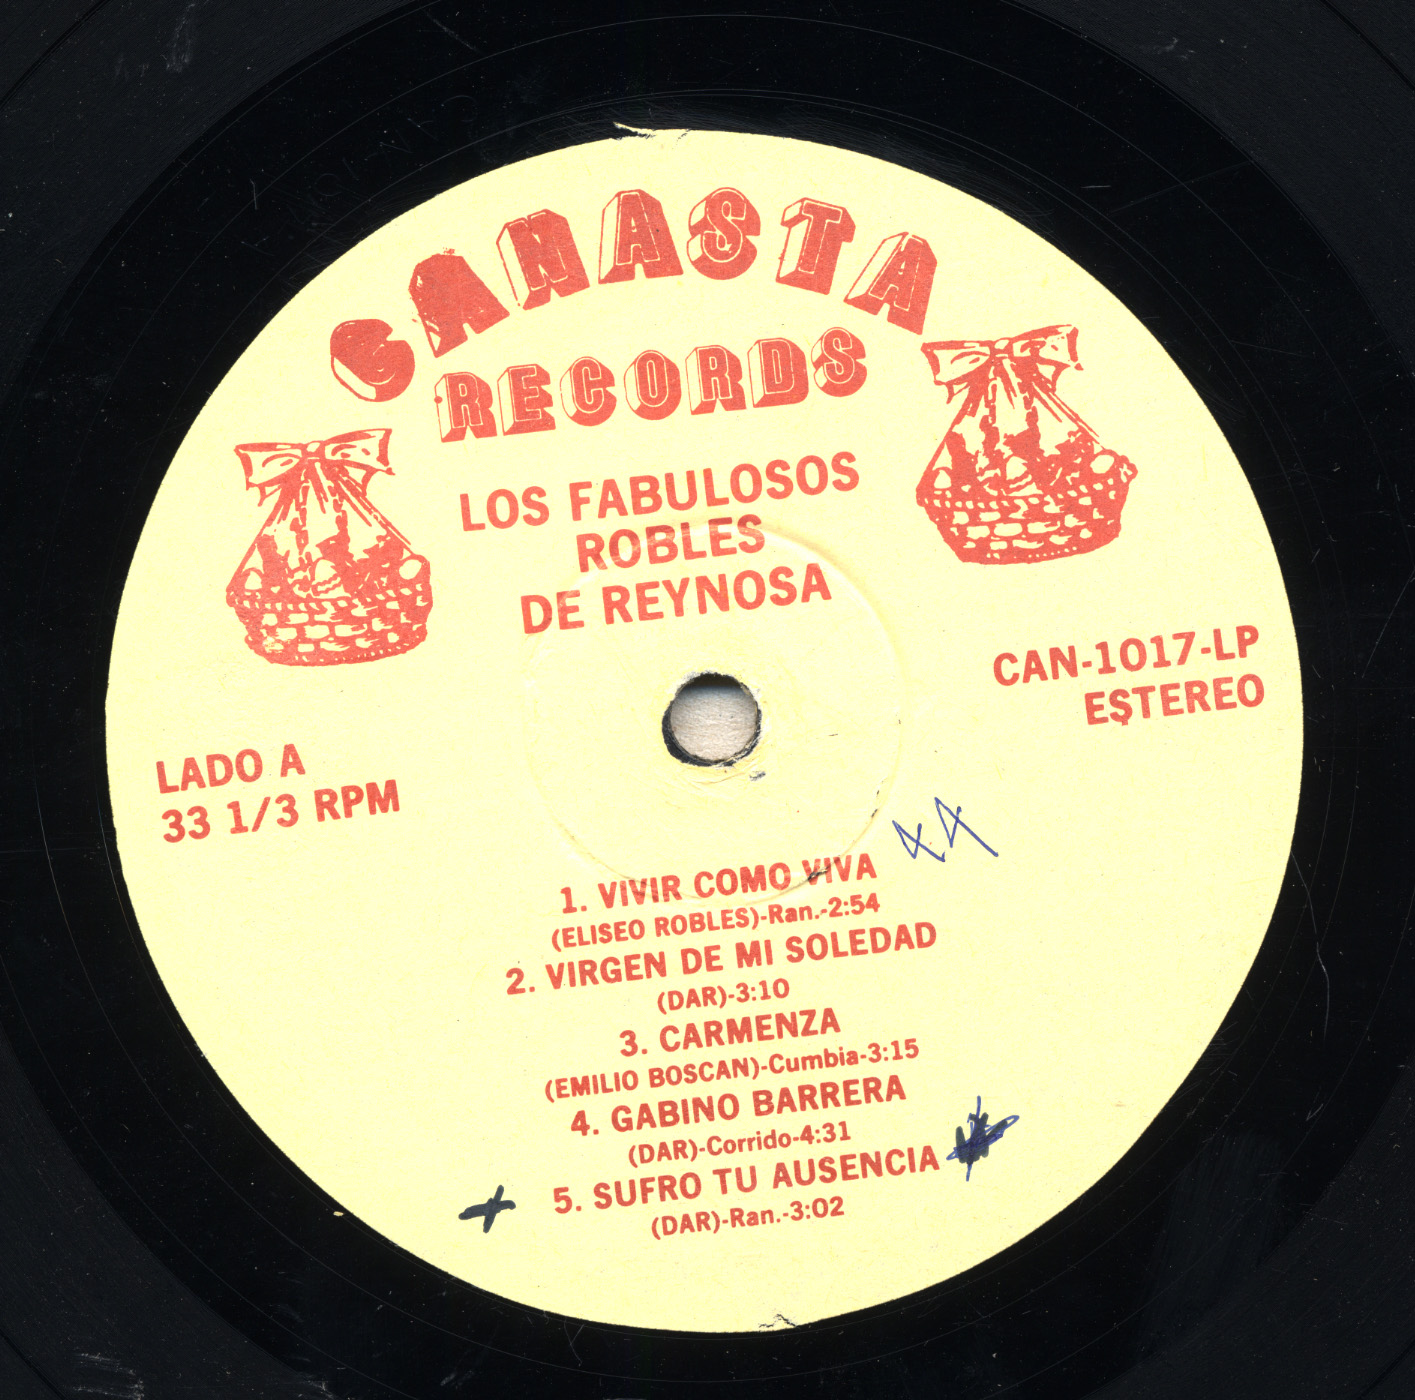 CANASTA
RECORDS
LOS FABULOSOS
ROBLES
DE REYNOSA
CAN-1017-LP
ESTEREO
LADO A
33 1/3 RPM
1. VIVIR COMO VIVA
(ELISEO ROBLES)-Ran.-2:54
2. VIRGEN DE MI SOLEDAD
(DAR)-3:10
3. CARMENZA
(EMILIO BOSCAN)-Cumbia-3:15
4. GABINO BARRERA
(DAR)-Corrido-4:31
5. SUFRO TU AUSENCIA
(DAR)-Ran.-3:02